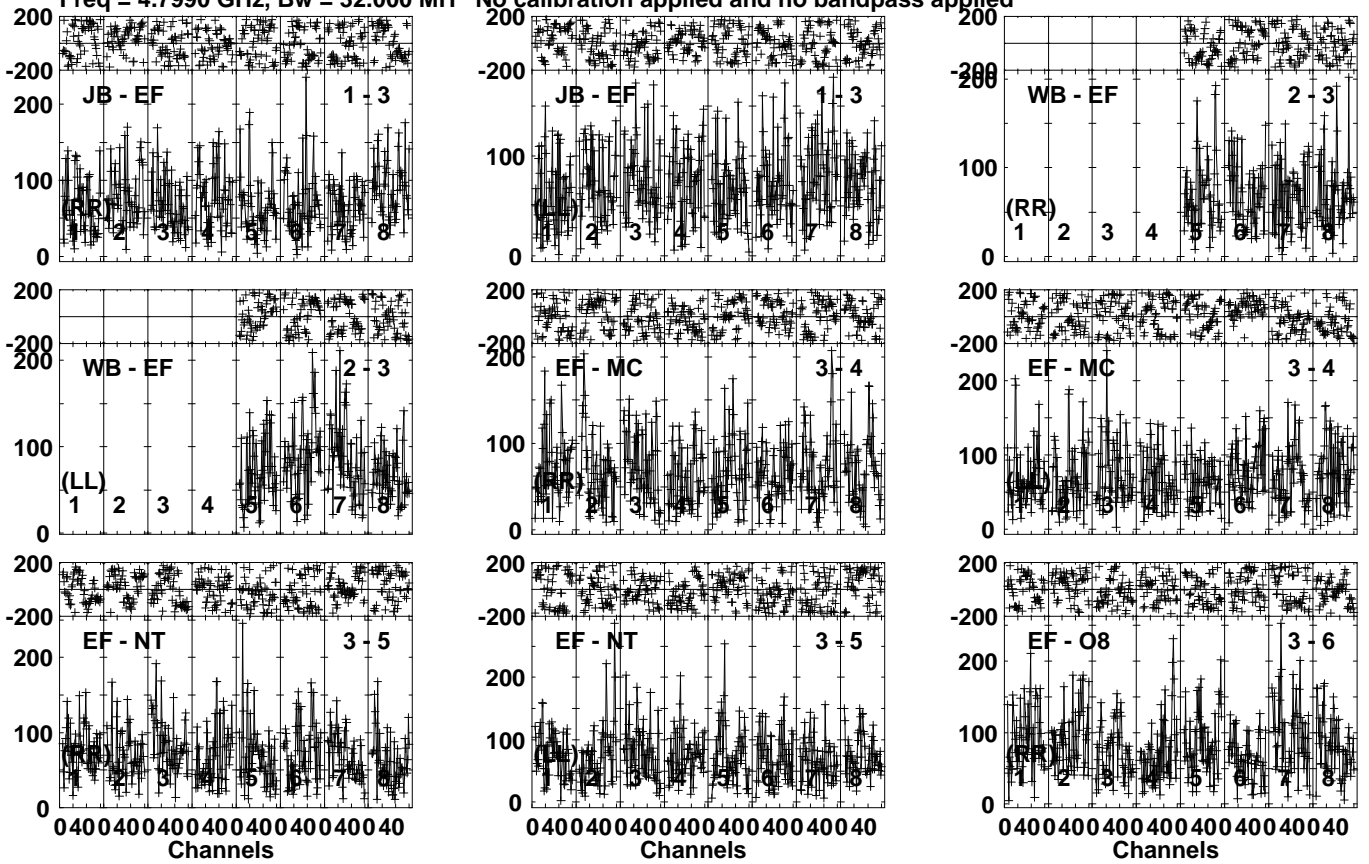 Freq = 4.7990 GHz, Bw = 32.000 MH No calibration applied and no bandpass applied
200 200 200
-200 -200 -200
JB - EF 1 - 3 JB - EF 1 - 3 WB - EF 2 - 3
200 200
100 100 100
(RR) (LL) (RR)
1 2 3 4 5 6 7 8 1 2 3 4 5 6 7 8 1 2 3 4 5 6 7 8
0 0 0
200 200 200
-200 -200 -200
WB - EF 2 - 3 EF - MC 3 - 4 EF - MC 3 - 4
200 200 200
100 100 100
(LL) (RR) (LL)
1 2 3 4 5 6 7 8 1 2 3 4 5 6 7 8 1 2 3 4 5 6 7 8
0 0 0
200 200 200
-200 -200 -200
EF - NT 3 - 5 EF - NT 3 - 5 EF - O8 3 - 6
200 200 200
100 100 100
(RR) (LL) (RR)
1 2 3 4 5 6 7 8 1 2 3 4 5 6 7 8 1 2 3 4 5 6 7 8
0 0 0
0 40 0 40 0 40 0 40 0 40 0 40 0 40 0 40 0 40 0 40 0 40 0 40 0 40 0 40 0 40 0 40 0 40 0 40 0 40 0 40 0 40 0 40 0 40 0 40
Channels Channels Channels